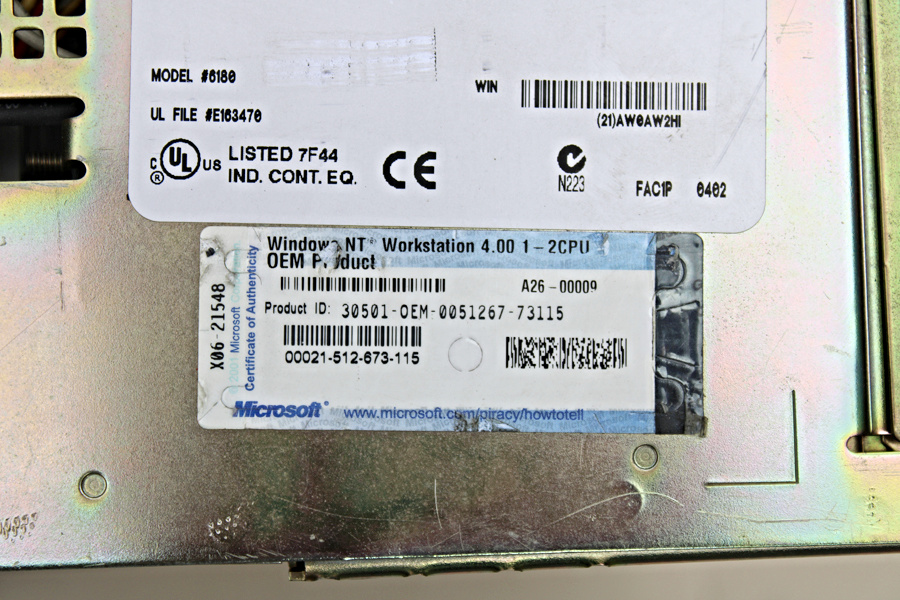 MODEL #6180
WIN
(21)AW0AW2HI
UL FILE #E163470
C UL US
®
LISTED 7F44
IND. CONT. EQ.
CE
N223
FAC1P 0402
Windows NT® Workstation 4.00 1-2CPU
OEM Product
A26-00009
Product ID: 30501-OEM-0051267-73115
00021-512-673-115
X06-21548
Microsoft
Certificate of Authenticity
Microsoft®
www.microsoft.com/piracy/howtotell